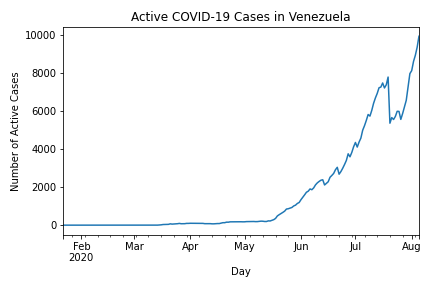 Active COVID-19 Cases in Venezuela
Number of Active Cases
10000
8000
6000
4000
2000
0
Feb Mar Apr May Jun Jul Aug
2020
Day